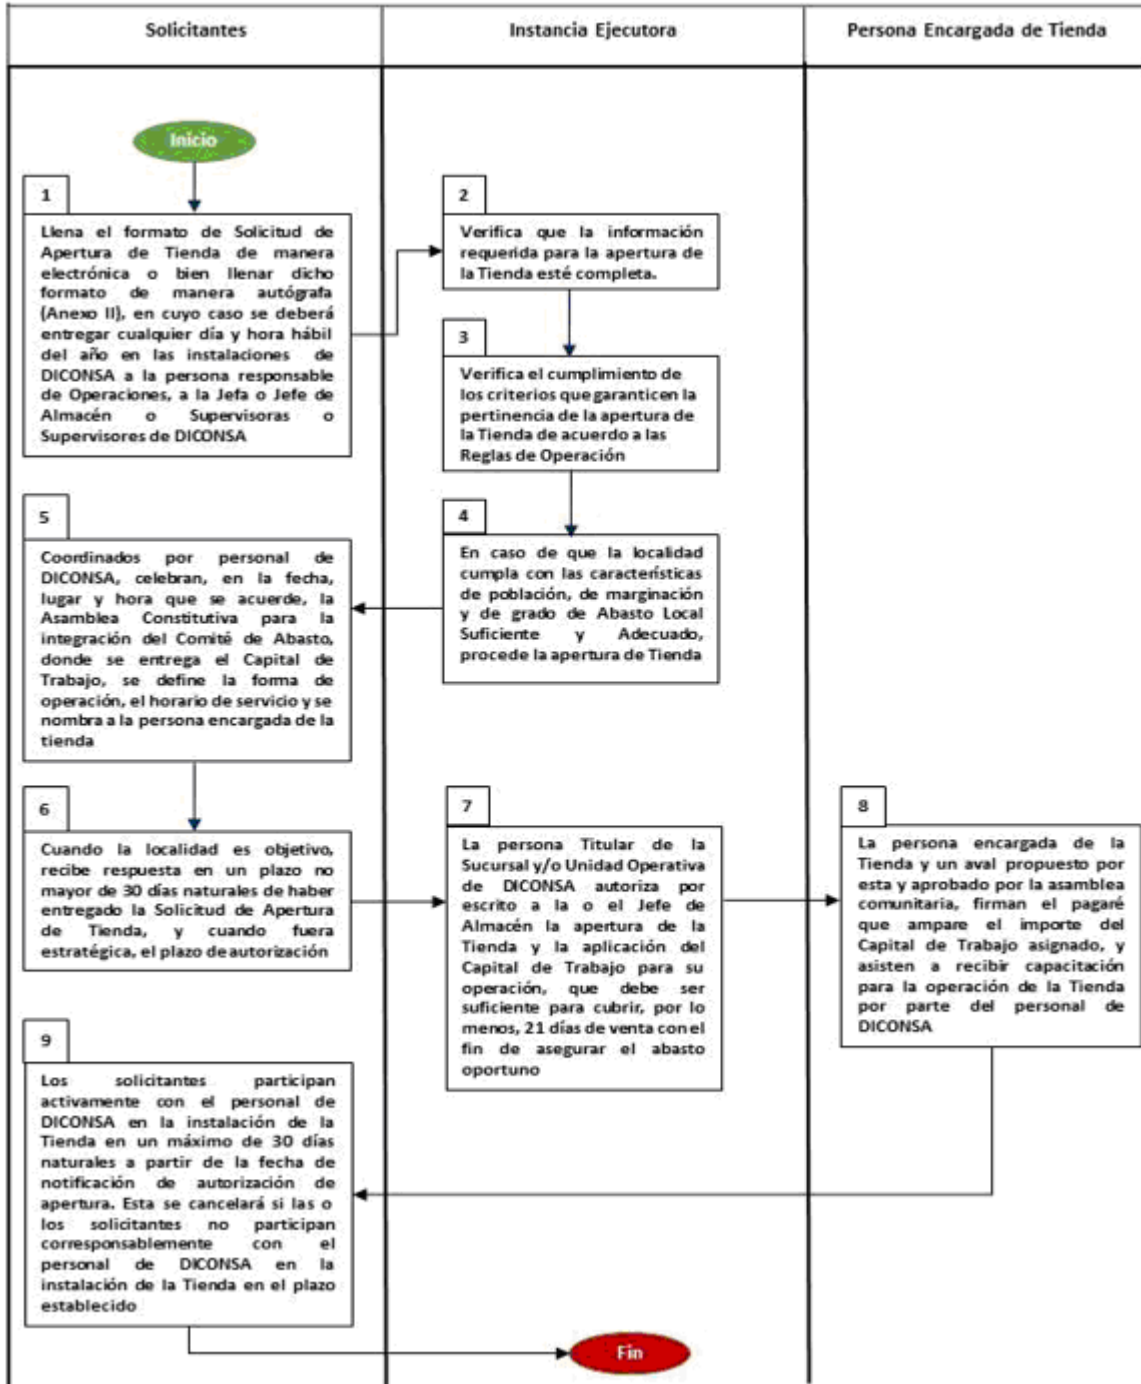 Solicitantes
Instancia Ejecutora
Persona Encargada de Tienda
Inicio
1
Llena el formato de Solicitud de
Apertura de Tienda de manera
electrónica o bien llenar dicho
formato de manera autógrafa
(Anexo II), en cuyo caso se deberá
entregar cualquier día y hora hábil
del año en las instalaciones de
DICONSA a la persona responsable
de Operaciones, a la Jefa o Jefe de
Almacén o Supervisoras o
Supervisores de DICONSA
2
Verifica que la información
requerida para la apertura de
la Tienda esté completa.
3
Verifica el cumplimiento de
los criterios que garanticen la
pertinencia de la apertura de
la Tienda de acuerdo a las
Reglas de Operación
4
En caso de que la localidad
cumpla con las características
de población, de marginación
y de grado de Abasto Local
Suficiente y Adecuado,
procede la apertura de Tienda
5
Coordinados por personal de
DICONSA, celebran, en la fecha,
lugar y hora que se acuerde, la
Asamblea Constitutiva para la
integración del Comité de Abasto,
donde se entrega el Capital de
Trabajo, se define la forma de
operación, el horario de servicio y se
nombra a la persona encargada de la
tienda
6
Cuando la localidad es objetivo,
recibe respuesta en un plazo no
mayor de 30 días naturales de haber
entregado la Solicitud de Apertura
de Tienda, y cuando fuera
estratégica, el plazo de autorización
7
La persona Titular de la
Sucursal y/o Unidad Operativa
de DICONSA autoriza por
escrito a la o el Jefe de
Almacén la apertura de la
Tienda y la aplicación del
Capital de Trabajo para su
operación, que debe ser
suficiente para cubrir, por lo
menos, 21 días de venta con el
fin de asegurar el abasto
oportuno
8
La persona encargada de la
Tienda y un aval propuesto por
esta y aprobado por la asamblea
comunitaria, firman el pagaré
que ampare el importe del
Capital de Trabajo asignado, y
asisten a recibir capacitación
para la operación de la Tienda
por parte del personal de
DICONSA
9
Los solicitantes participan
activamente con el personal de
DICONSA en la instalación de la
Tienda en un máximo de 30 días
naturales a partir de la fecha de
notificación de autorización de
apertura. Esta se cancelará si las o
los solicitantes no participan
corresponsablemente con el
personal de DICONSA en la
instalación de la Tienda en el plazo
establecido
Fin